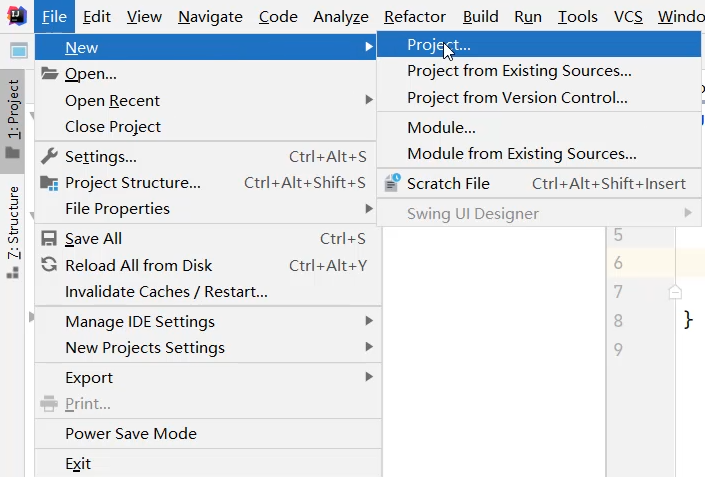 File Edit View Navigate Code Analyze Refactor Build Run Tools VCS Windo
New
Project...
Open...
Project from Existing Sources...
Open Recent
Project from Version Control...
Close Project
Module...
Settings... Ctrl+Alt+S
Module from Existing Sources...
Project Structure... Ctrl+Alt+Shift+S
Scratch File Ctrl+Alt+Shift+Insert
File Properties
Swing UI Designer
Save All Ctrl+S
Reload All from Disk Ctrl+Alt+Y
Invalidate Caches / Restart...
Manage IDE Settings
New Projects Settings
Export
Print...
Power Save Mode
Exit
1: Project
7: Structure
5
6
7
8 }
9